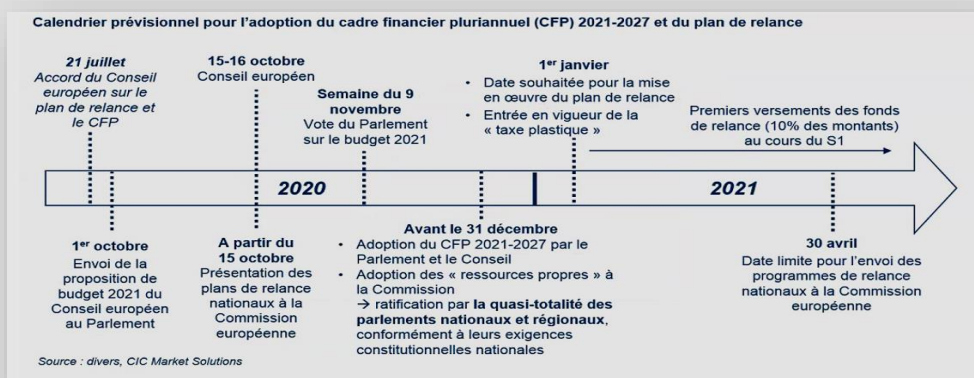 Calendrier prévisionnel pour l'adoption du cadre financier pluriannuel (CFP) 2021-2027 et du plan de relance
21 juillet
Accord du Conseil
européen sur le
plan de relance et
le CFP
15-16 octobre
Conseil européen
Semaine du 9
novembre
Vote du Parlement
sur le budget 2021
1er janvier
• Date souhaitée pour la mise
en œuvre du plan de relance
• Entrée en vigueur de la
« taxe plastique »
Premiers versements des fonds
de relance (10% des montants)
au cours du S1
2020
2021
1er octobre
Envoi de la
proposition de
budget 2021 du
Conseil européen
au Parlement
A partir du
15 octobre
Présentation des
plans de relance
nationaux à la
Commission
européenne
Avant le 31 décembre
• Adoption du CFP 2021-2027 par le
Parlement et le Conseil
• Adoption des « ressources propres » à
la Commission
→ ratification par la quasi-totalité des
parlements nationaux et régionaux,
conformément à leurs exigences
constitutionnelles nationales
30 avril
Date limite pour l'envoi des
programmes de relance
nationaux à la Commission
européenne
Source : divers, CIC Market Solutions